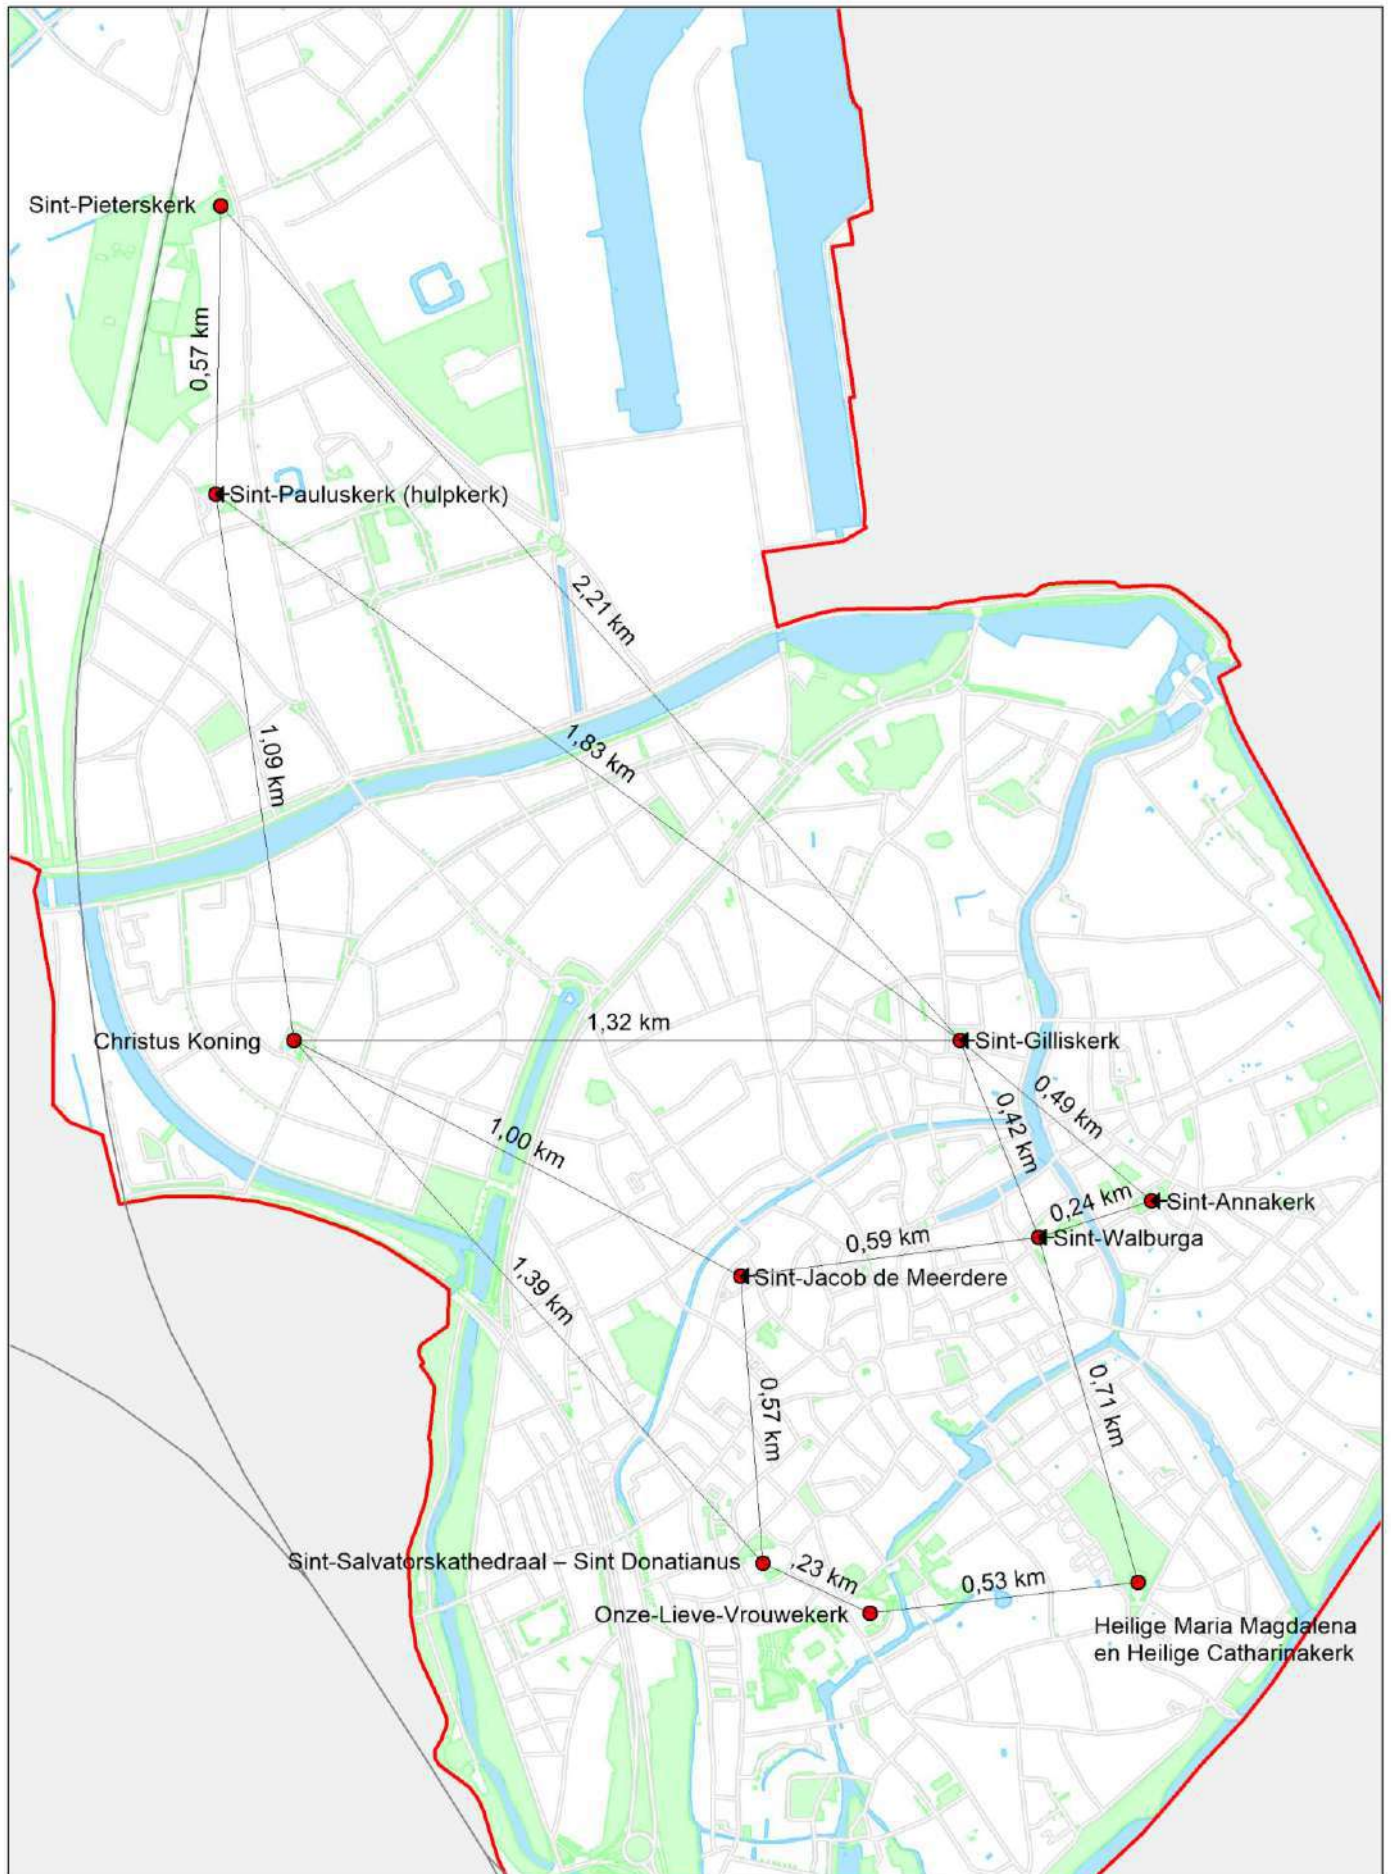 Sint-Pieterskerk
0,57 km
Sint-Pauluskerk (hulpkerk)
2,21 km
1,83 km
1,09 km
1,32 km
Christus Koning
Sint-Gilliskerk
0,49 km
0,42 km
1,00 km
0,24 km
Sint-Annakerk
0,59 km
Sint-Walburga
Sint-Jacob de Meerdere
1,39 km
0,57 km
0,71 km
Sint-Salvatorskathedraal – Sint Donatianus
,23 km
0,53 km
Onze-Lieve-Vrouwekerk
Heilige Maria Magdalena
en Heilige Catharinakerk